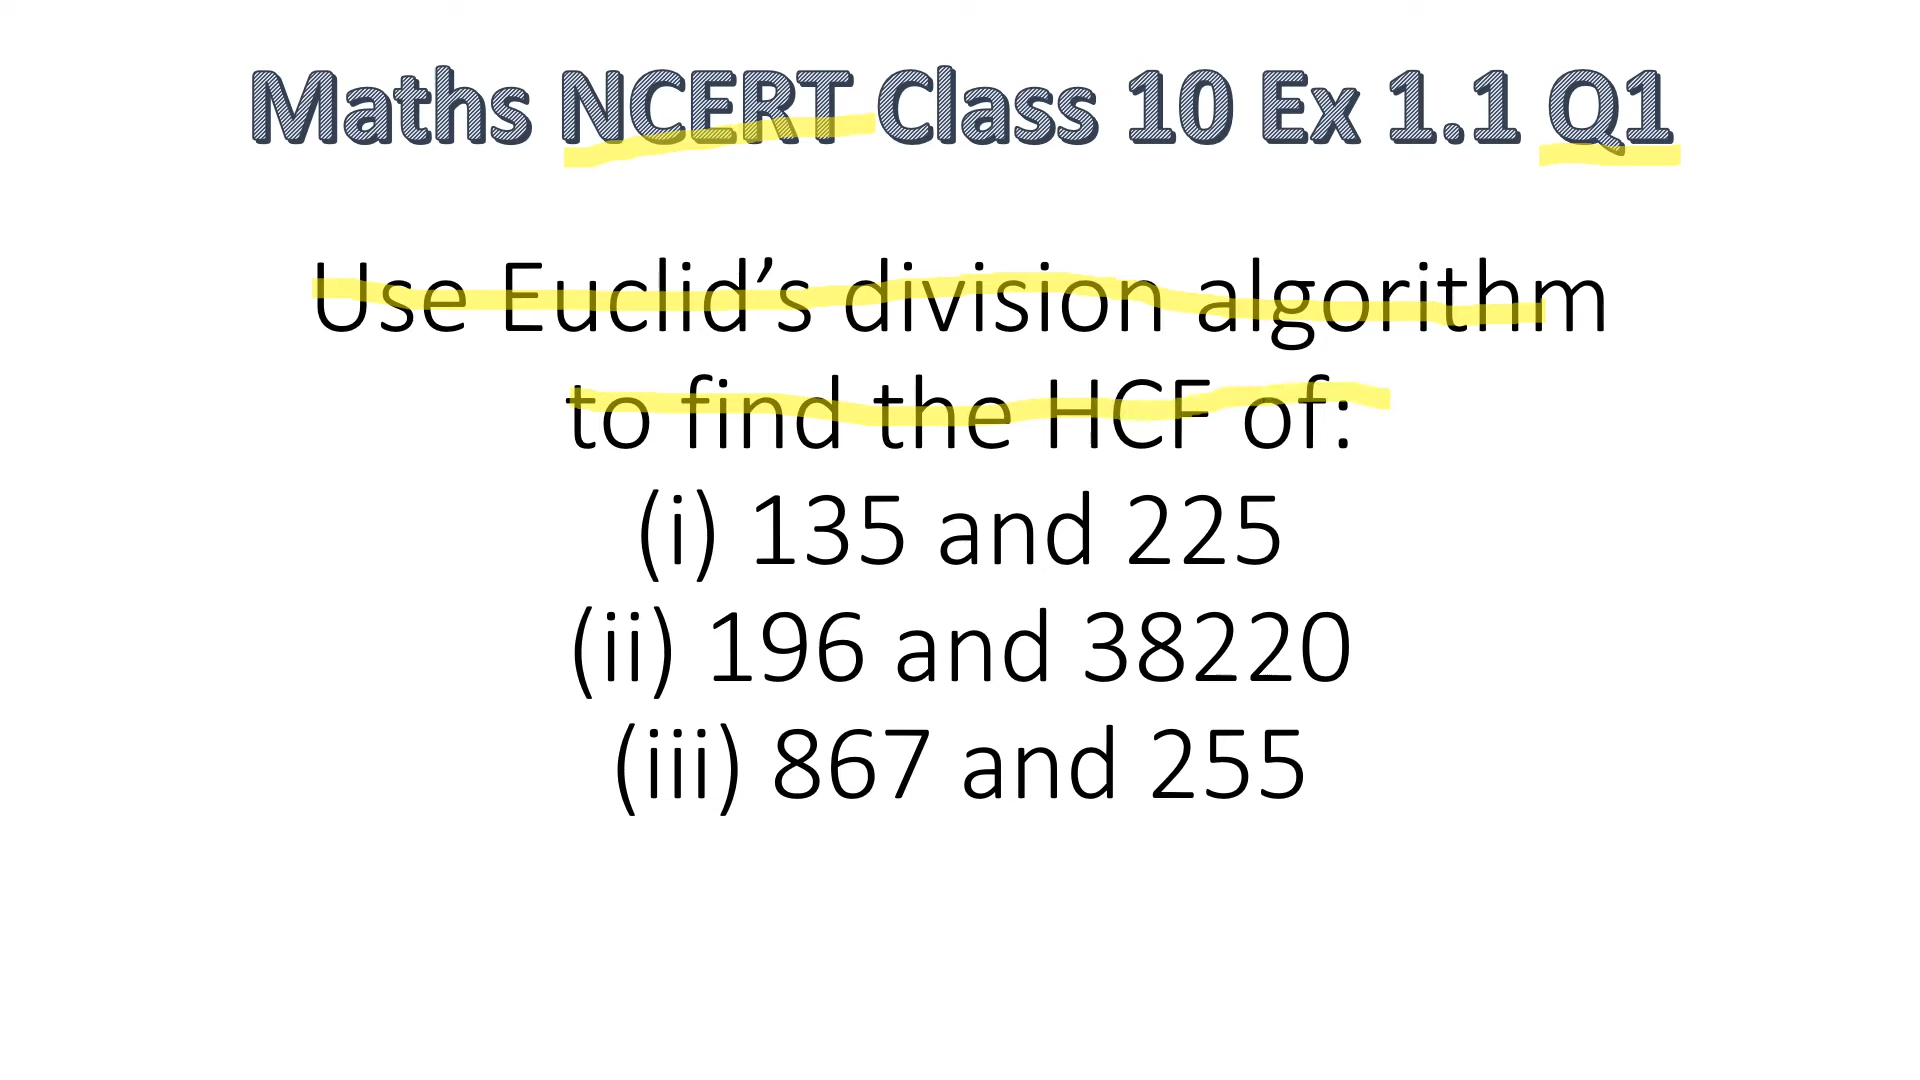 Maths NCERT Class 10 Ex 1.1 Q1
Use Euclid’s division algorithm
to find the HCF of:
(i) 135 and 225
(ii) 196 and 38220
(iii) 867 and 255